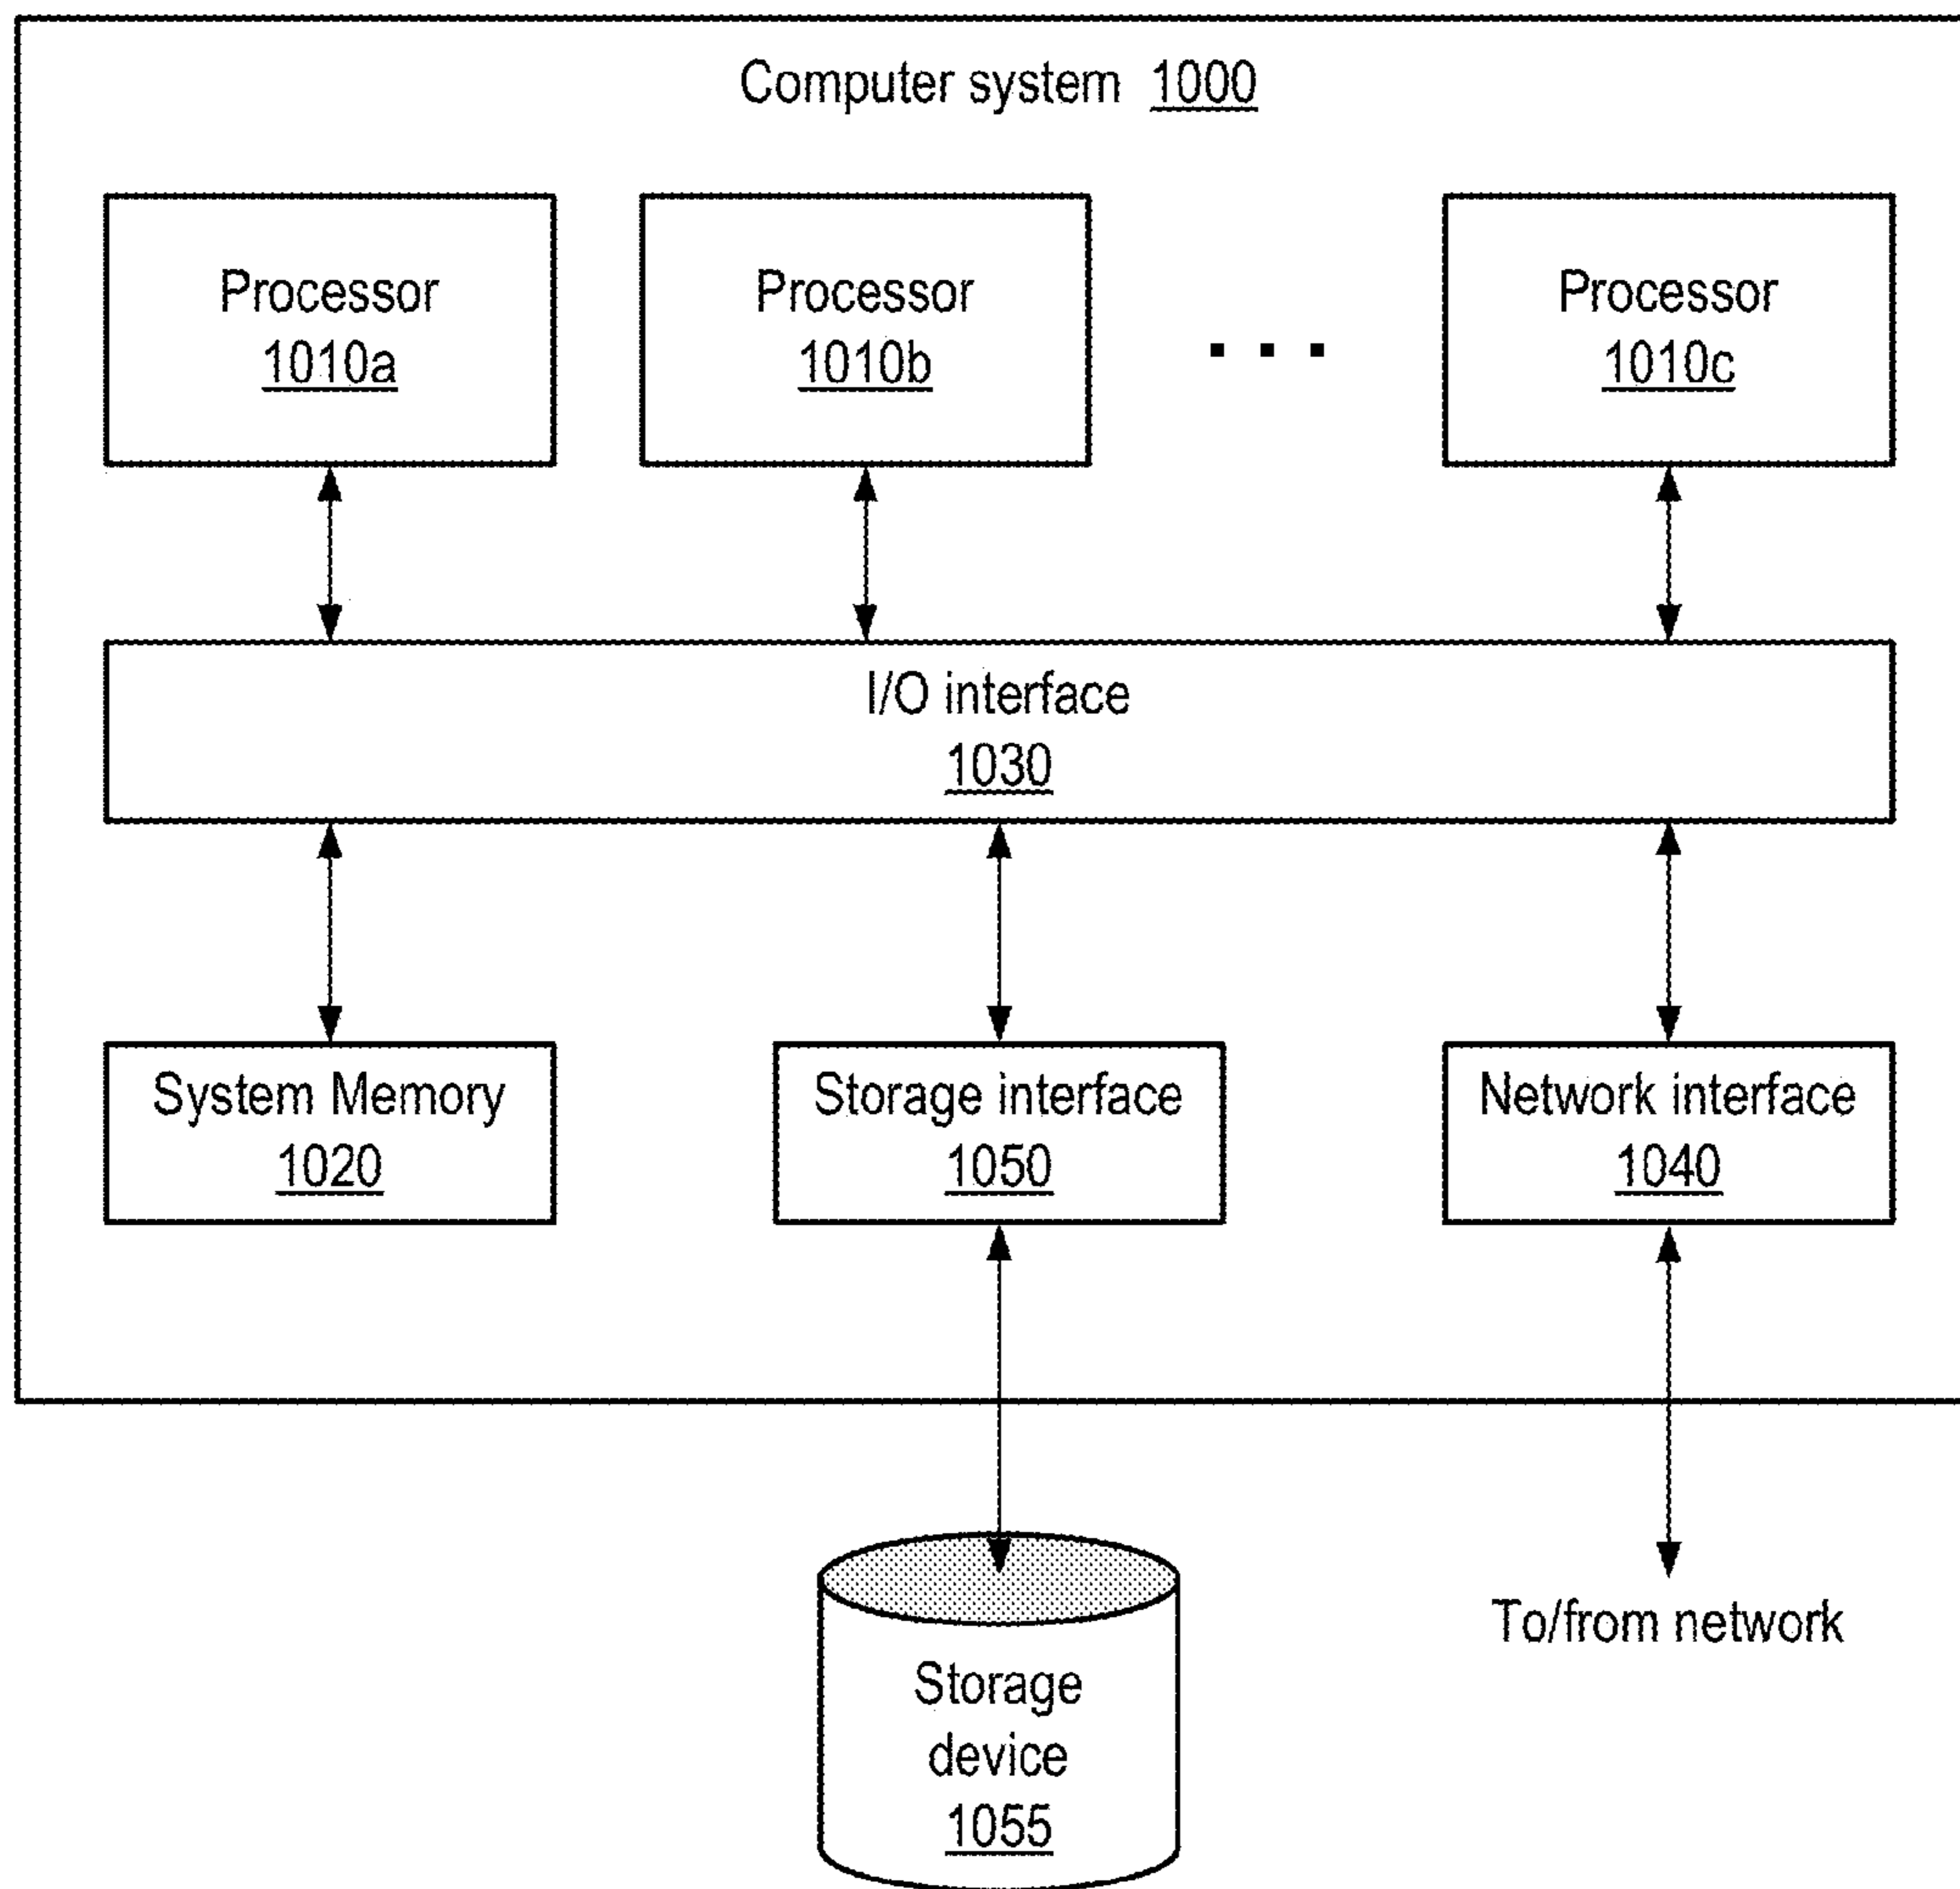 Computer system 1000
Processor
1010a
Processor
1010b
. . .
Processor
1010c
I/O interface
1030
System Memory
1020
Storage interface
1050
Network interface
1040
To/from network
Storage
device
1055